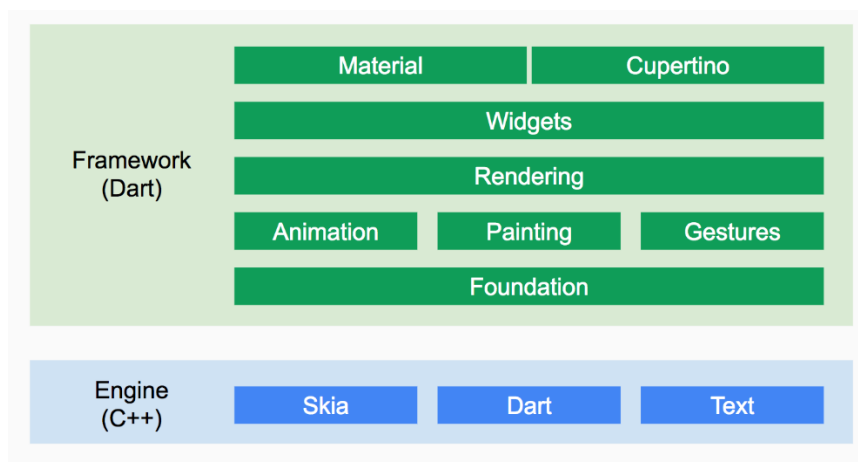 Material
Cupertino
Widgets
Framework
(Dart)
Rendering
Animation
Painting
Gestures
Foundation
Engine
(C++)
Skia
Dart
Text